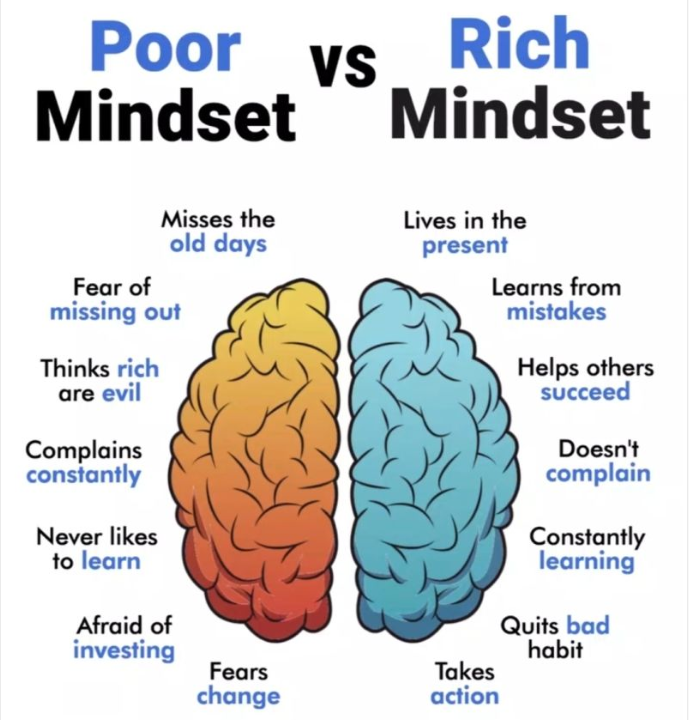 Poor
Mindset
vs
Rich
Mindset
Misses the
old days
Fear of
missing out
Thinks rich
are evil
Complains
constantly
Never likes
to learn
Afraid of
investing
Fears
change
Lives in the
present
Learns from
mistakes
Helps others
succeed
Doesn't
complain
Constantly
learning
Quits bad
habit
Takes
action